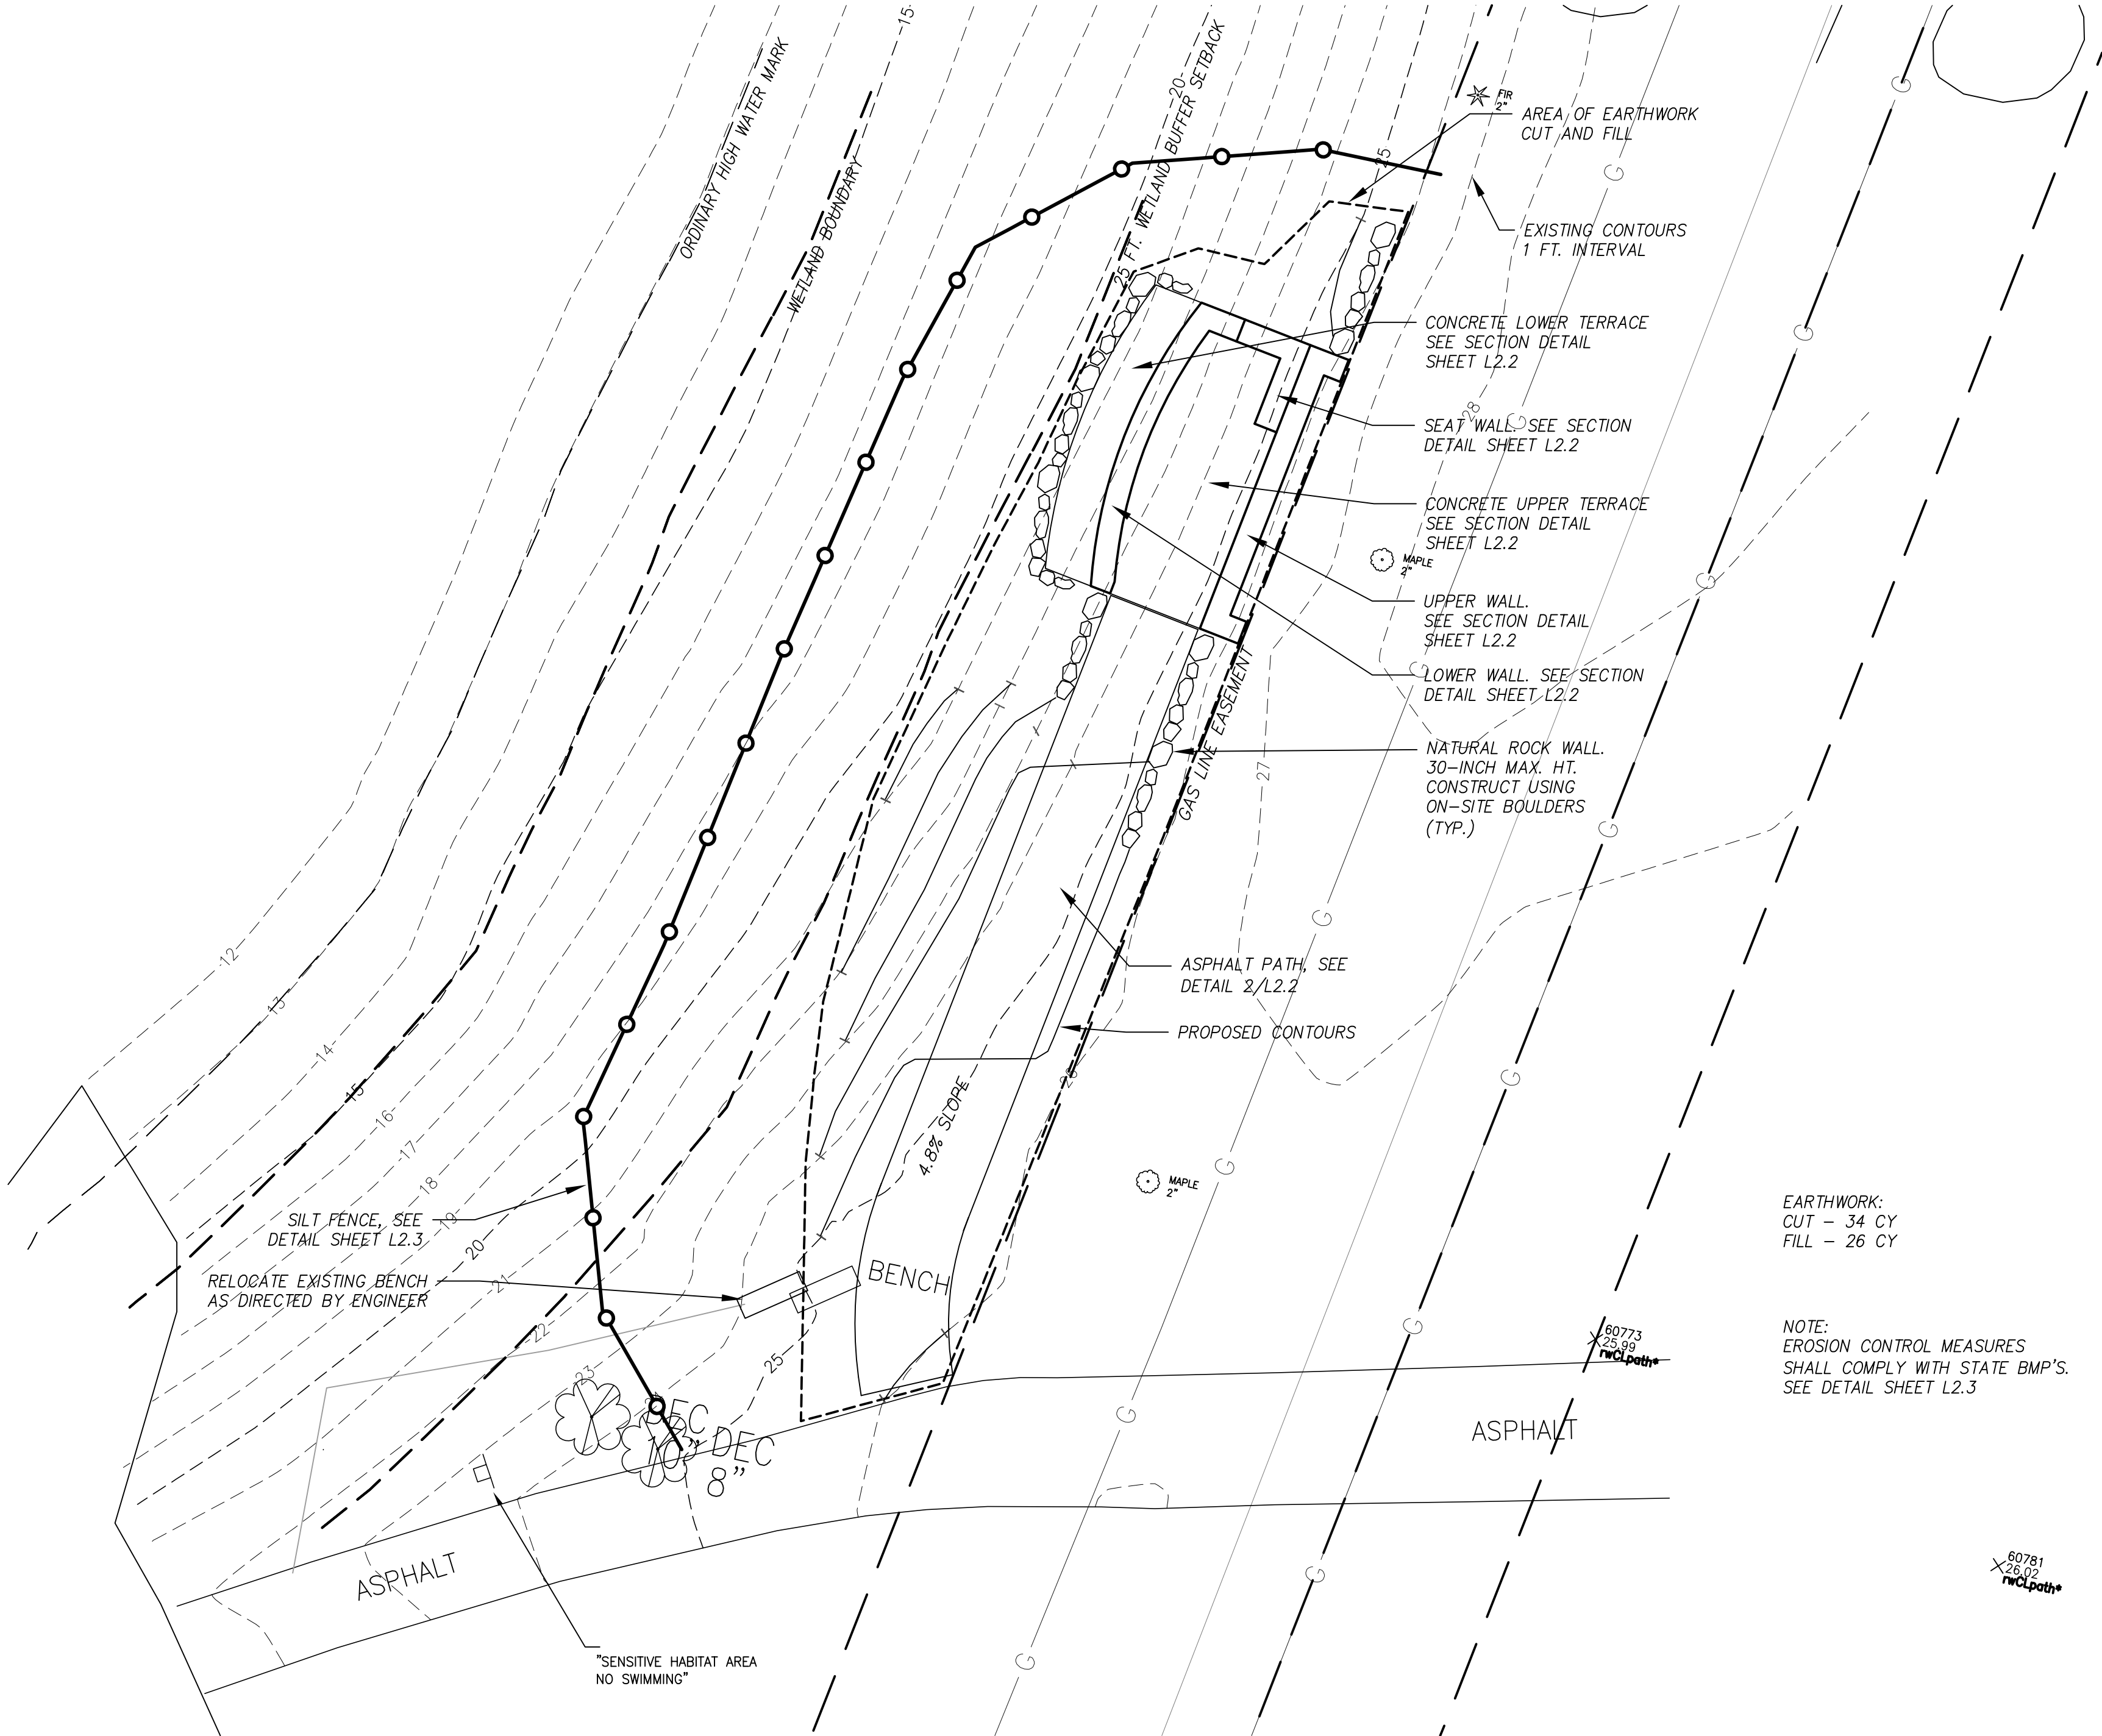 15
ORDINARY HIGH WATER MARK
WETLAND BOUNDARY
20
25 FT. WETLAND BUFFER SETBACK
FIR
2"
AREA OF EARTHWORK
CUT AND FILL
25
G
G
EXISTING CONTOURS
1 FT. INTERVAL
CONCRETE LOWER TERRACE
SEE SECTION DETAIL
SHEET L2.2
G
28
G
SEAT WALL. SEE SECTION
DETAIL SHEET L2.2
CONCRETE UPPER TERRACE
SEE SECTION DETAIL
SHEET L2.2
MAPLE
2"
G
UPPER WALL.
SEE SECTION DETAIL
SHEET L2.2
G
LOWER WALL. SEE SECTION
DETAIL SHEET L2.2
GAS LINE EASEMENT
27
NATURAL ROCK WALL.
30-INCH MAX. HT.
CONSTRUCT USING
ON-SITE BOULDERS
(TYP.)
G
G
12
13
14
15
16
17
18
19
20
21
22
23
25
ASPHALT PATH, SEE
DETAIL 2/L2.2
PROPOSED CONTOURS
G
4.8% SLOPE
MAPLE
2"
G
SILT FENCE, SEE
DETAIL SHEET L2.3
RELOCATE EXISTING BENCH
AS DIRECTED BY ENGINEER
BENCH
EARTHWORK:
CUT - 34 CY
FILL - 26 CY
G
60773
25.99
rwCLpath*
NOTE:
EROSION CONTROL MEASURES
SHALL COMPLY WITH STATE BMP'S.
SEE DETAIL SHEET L2.3
DEC
10"
DEC
8"
G
ASPHALT
ASPHALT
G
60781
26.02
rwCLpath*
"SENSITIVE HABITAT AREA
NO SWIMMING"
G